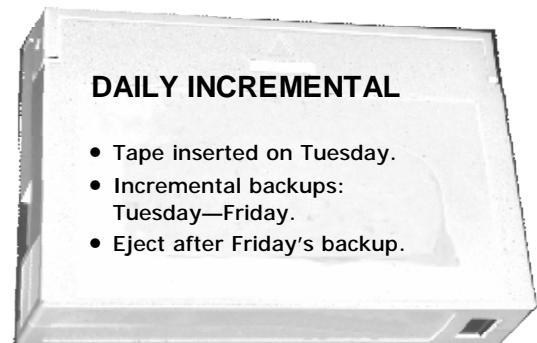 DAILY INCREMENTAL
• Tape inserted on Tuesday.
• Incremental backups:
Tuesday—Friday.
• Eject after Friday's backup.